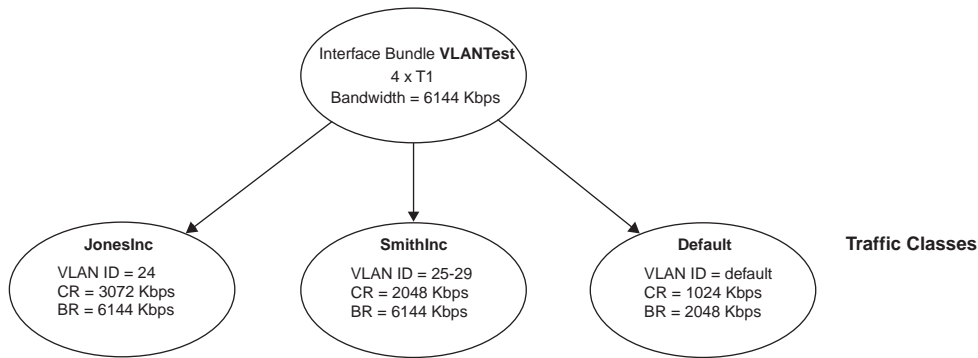 Interface Bundle VLANTest
4 x T1
Bandwidth = 6144 Kbps
JonesInc
VLAN ID = 24
CR = 3072 Kbps
BR = 6144 Kbps
SmithInc
VLAN ID = 25-29
CR = 2048 Kbps
BR = 6144 Kbps
Default
VLAN ID = default
CR = 1024 Kbps
BR = 2048 Kbps
Traffic Classes